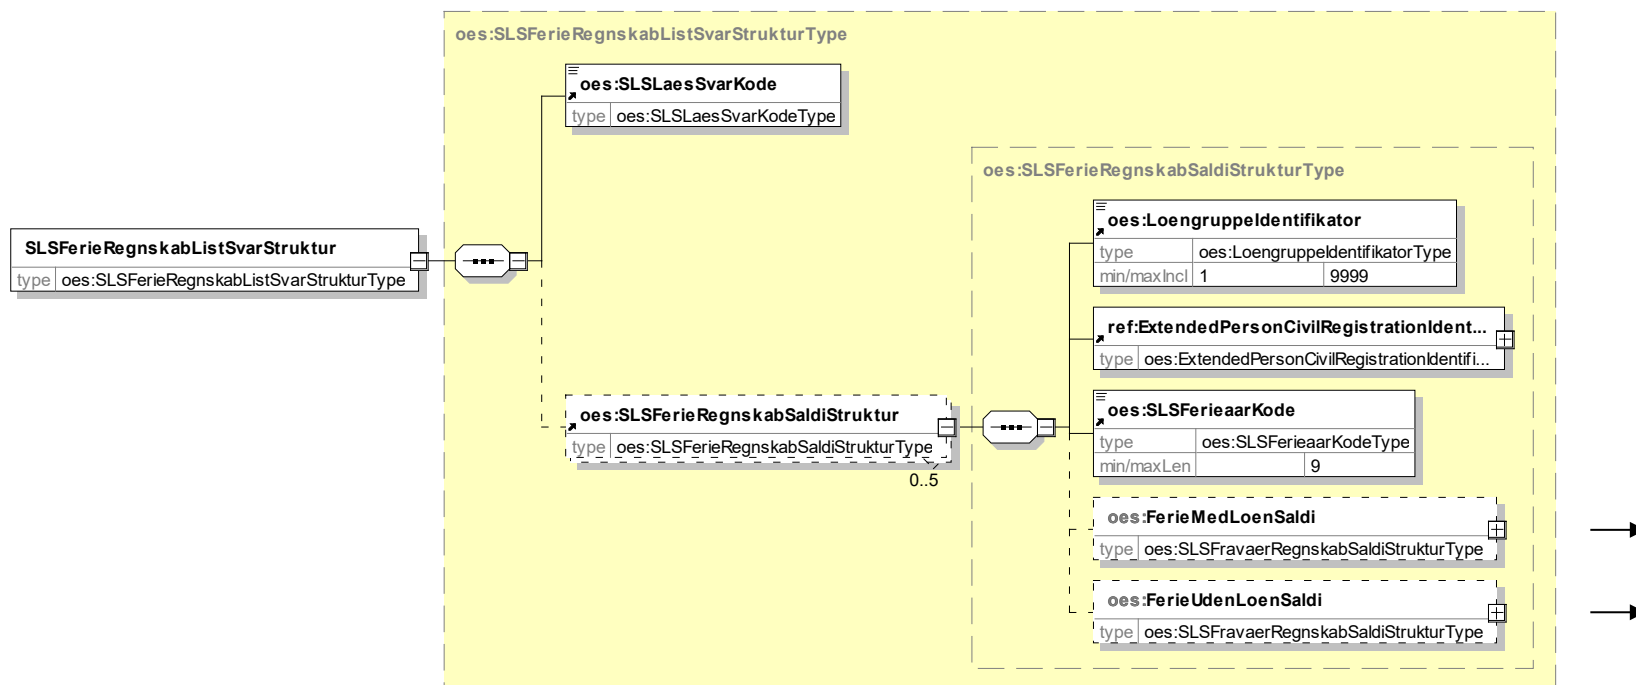 oes:SLSFerieRegnskabListSvarStrukturType
oes:SLSLaesSvarKode
type oes:SLSLaesSvarKodeType
oes:SLSFerieRegnskabSaldiStrukturType
SLSFerieRegnskabListSvarStruktur
type oes:SLSFerieRegnskabListSvarStrukturType
oes:LoengruppeIdentifikator
type oes:LoengruppeIdentifikatorType
min/maxIncl 1 9999
ref:ExtendedPersonCivilRegistrationIdent...
type oes:ExtendedPersonCivilRegistrationIdentifi...
oes:SLSFerieRegnskabSaldiStruktur
type oes:SLSFerieRegnskabSaldiStrukturType
0..5
oes:SLSFerieaarKode
type oes:SLSFerieaarKodeType
min/maxLen 9
oes:FerieMedLoenSaldi
type oes:SLSFravaerRegnskabSaldiStrukturType
oes:FerieUdenLoenSaldi
type oes:SLSFravaerRegnskabSaldiStrukturType